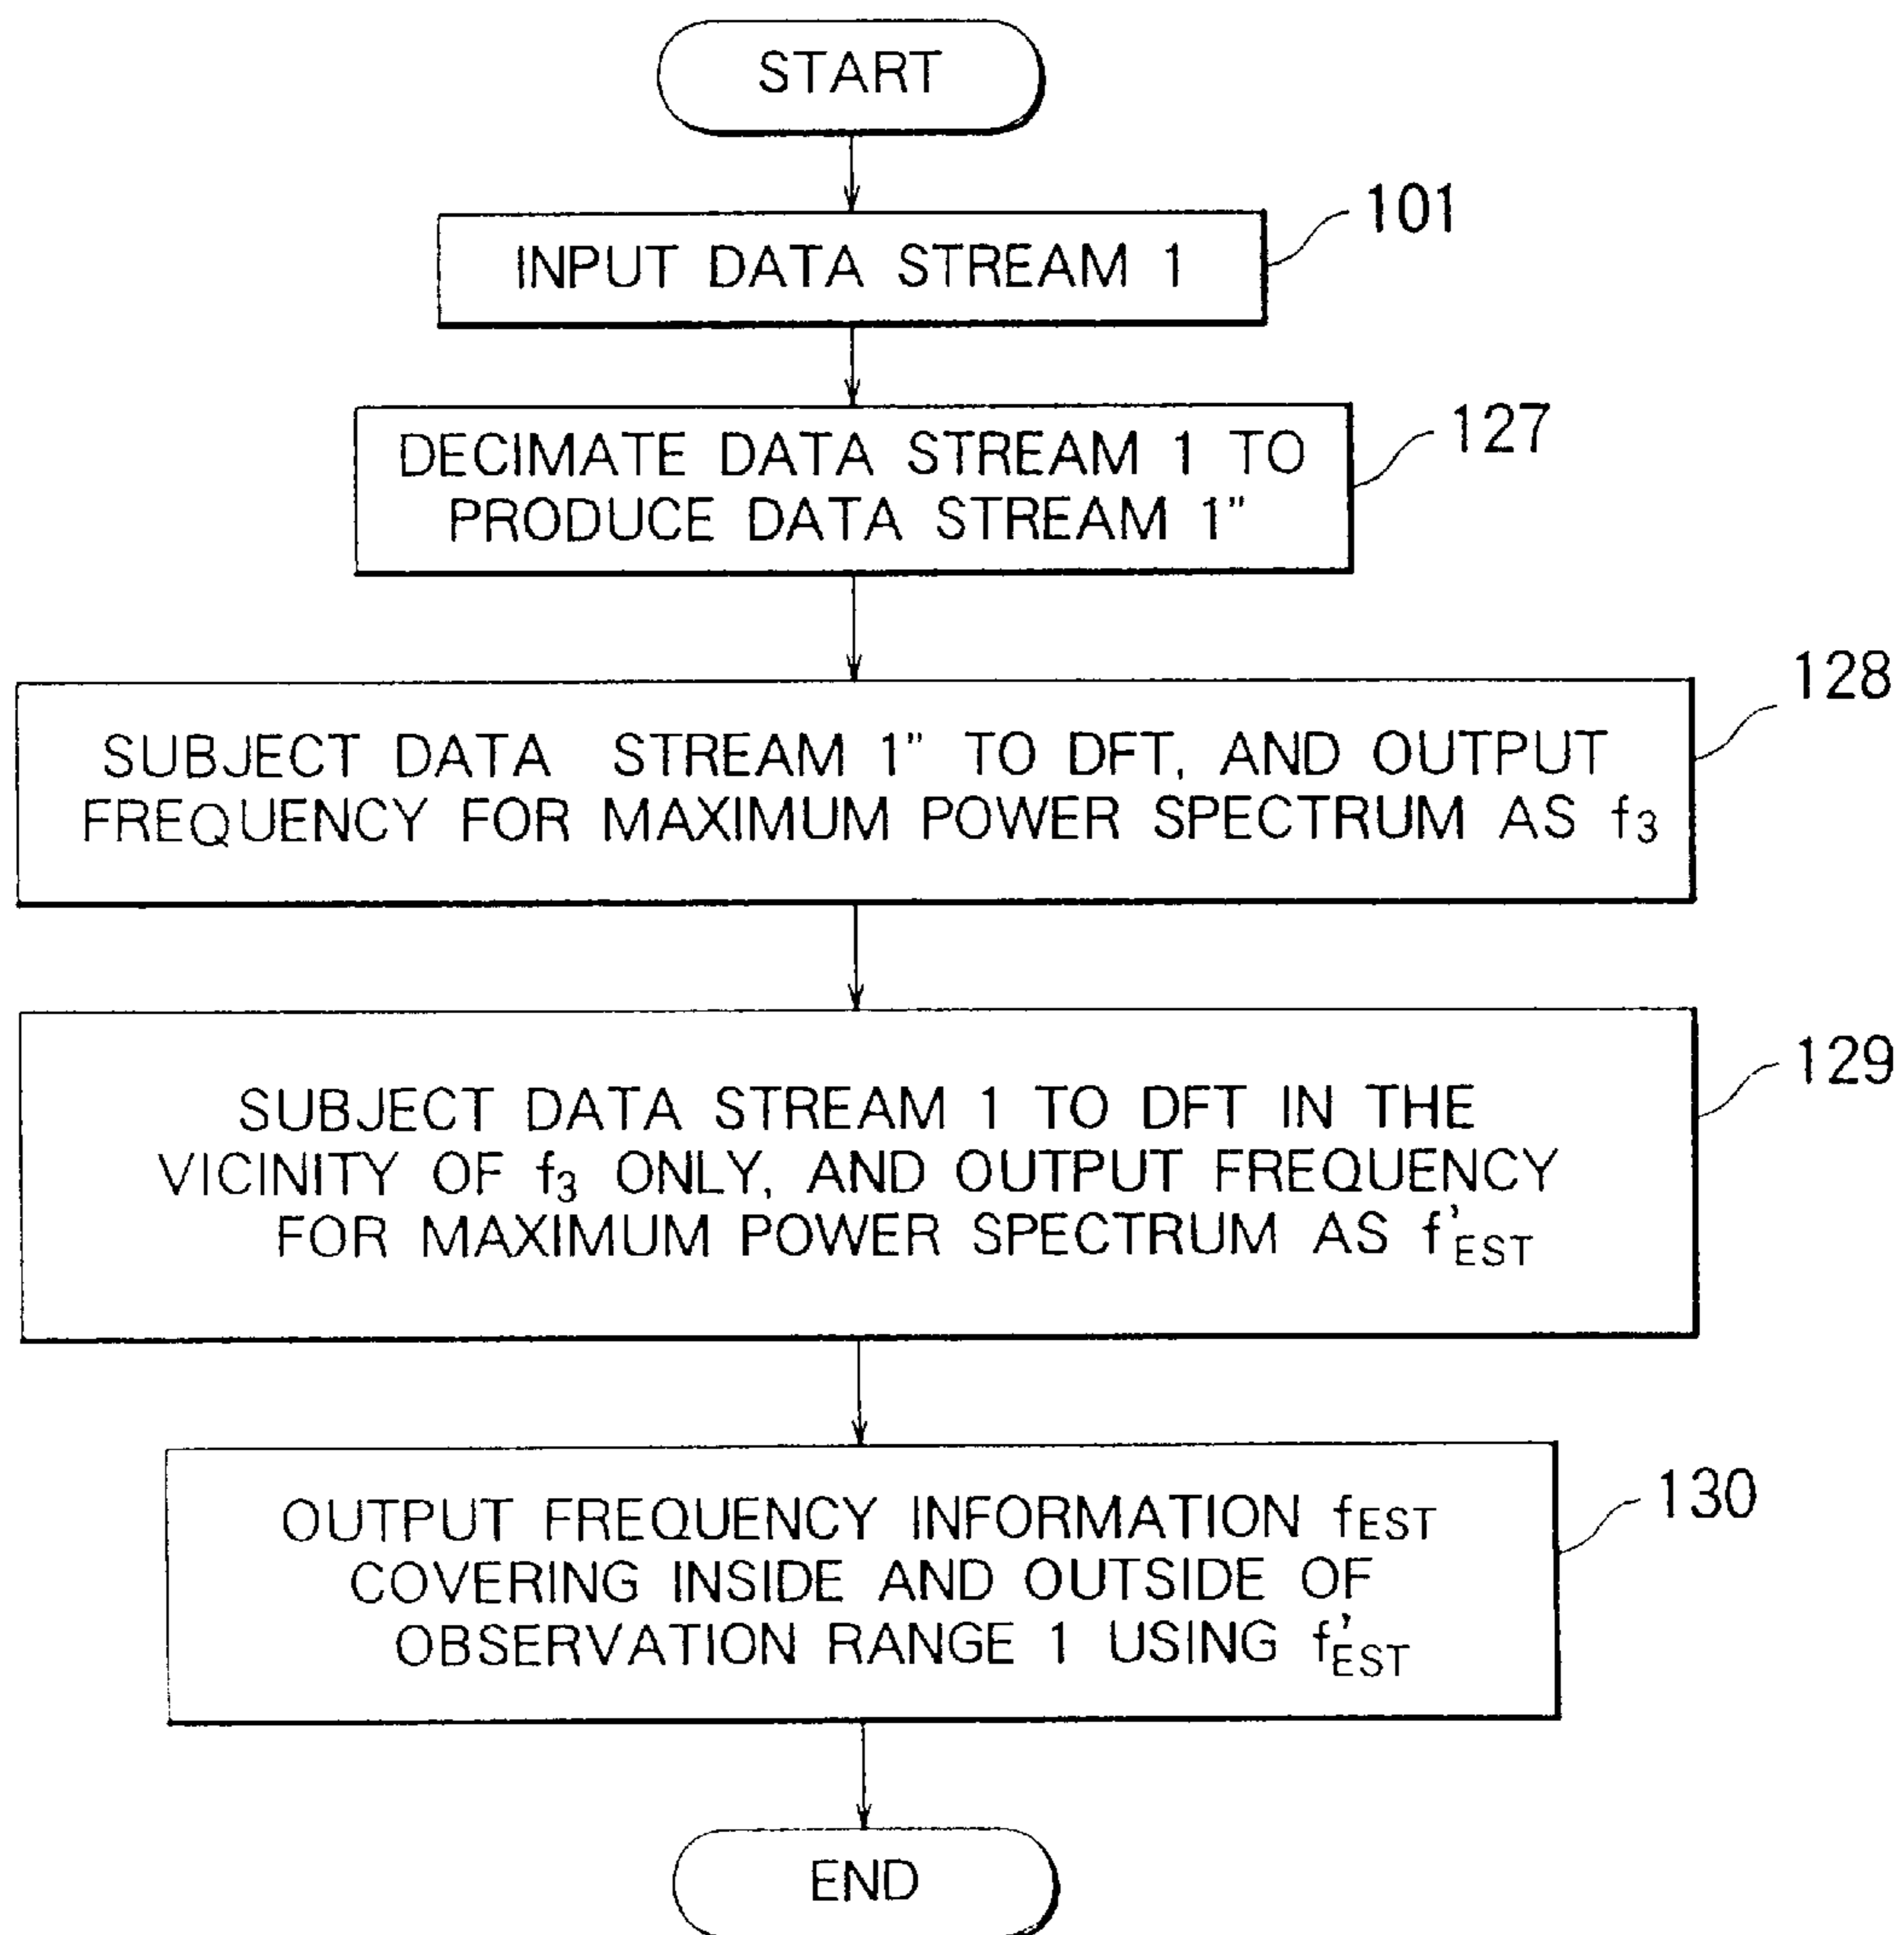 START
101
INPUT DATA STREAM 1
127
DECIMATE DATA STREAM 1 TO
PRODUCE DATA STREAM 1"
128
SUBJECT DATA STREAM 1" TO DFT, AND OUTPUT
FREQUENCY FOR MAXIMUM POWER SPECTRUM AS f3
129
SUBJECT DATA STREAM 1 TO DFT IN THE
VICINITY OF f3 ONLY, AND OUTPUT FREQUENCY
FOR MAXIMUM POWER SPECTRUM AS f'EST
130
OUTPUT FREQUENCY INFORMATION fEST
COVERING INSIDE AND OUTSIDE OF
OBSERVATION RANGE 1 USING f'EST
END